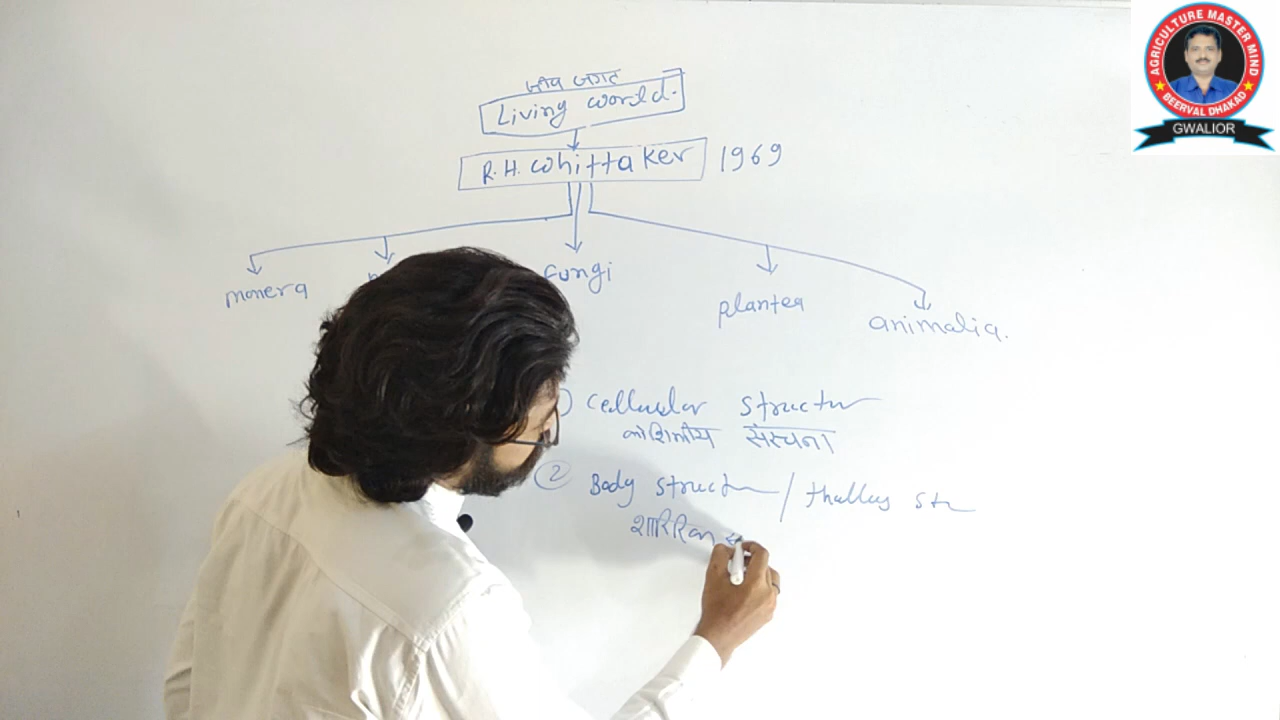 जीव जगत
Living world.
R.H. Whittaker 1969
monera
fungi
plantea
animalia.
Cellular structur
कोशिकीय संरचना
2 Body structur / thallus str
शारिरिक
AGRICULTURE MASTER MIND
BEERVAL DHAKAD
GWALIOR